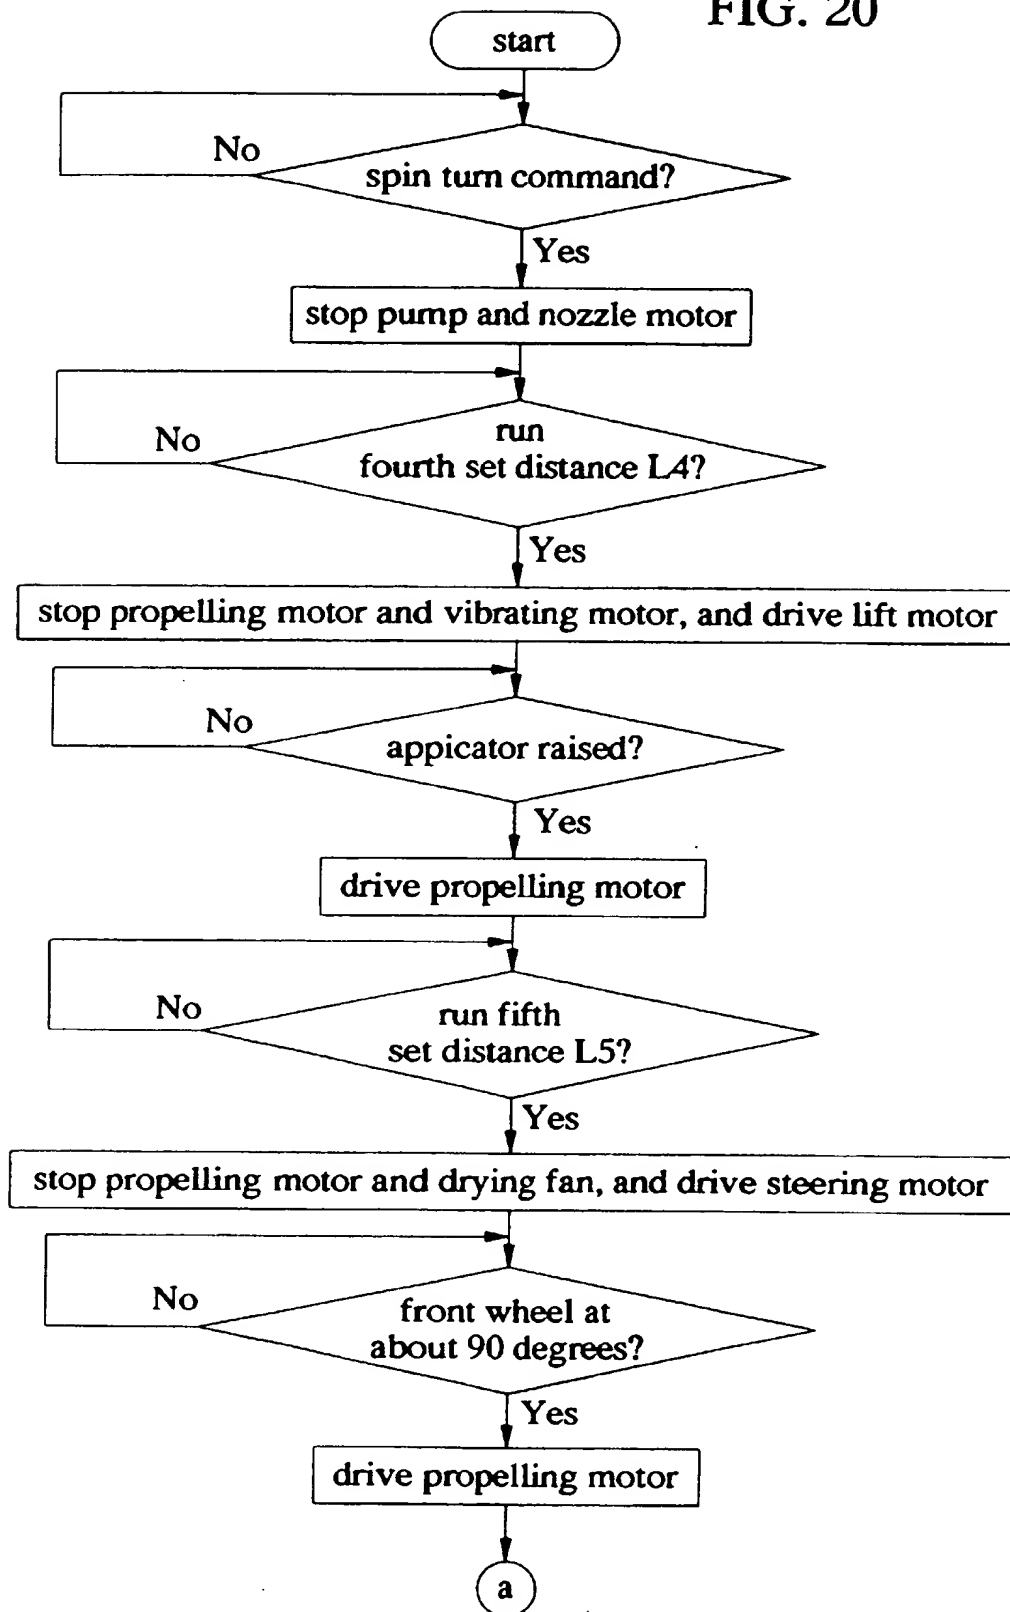 FIG. 20
start
No
spin turn command?
Yes
stop pump and nozzle motor
No
run
fourth set distance L4?
Yes
stop propelling motor and vibrating motor, and drive lift motor
No
appicator raised?
Yes
drive propelling motor
No
run fifth
set distance L5?
Yes
stop propelling motor and drying fan, and drive steering motor
No
front wheel at
about 90 degrees?
Yes
drive propelling motor
a